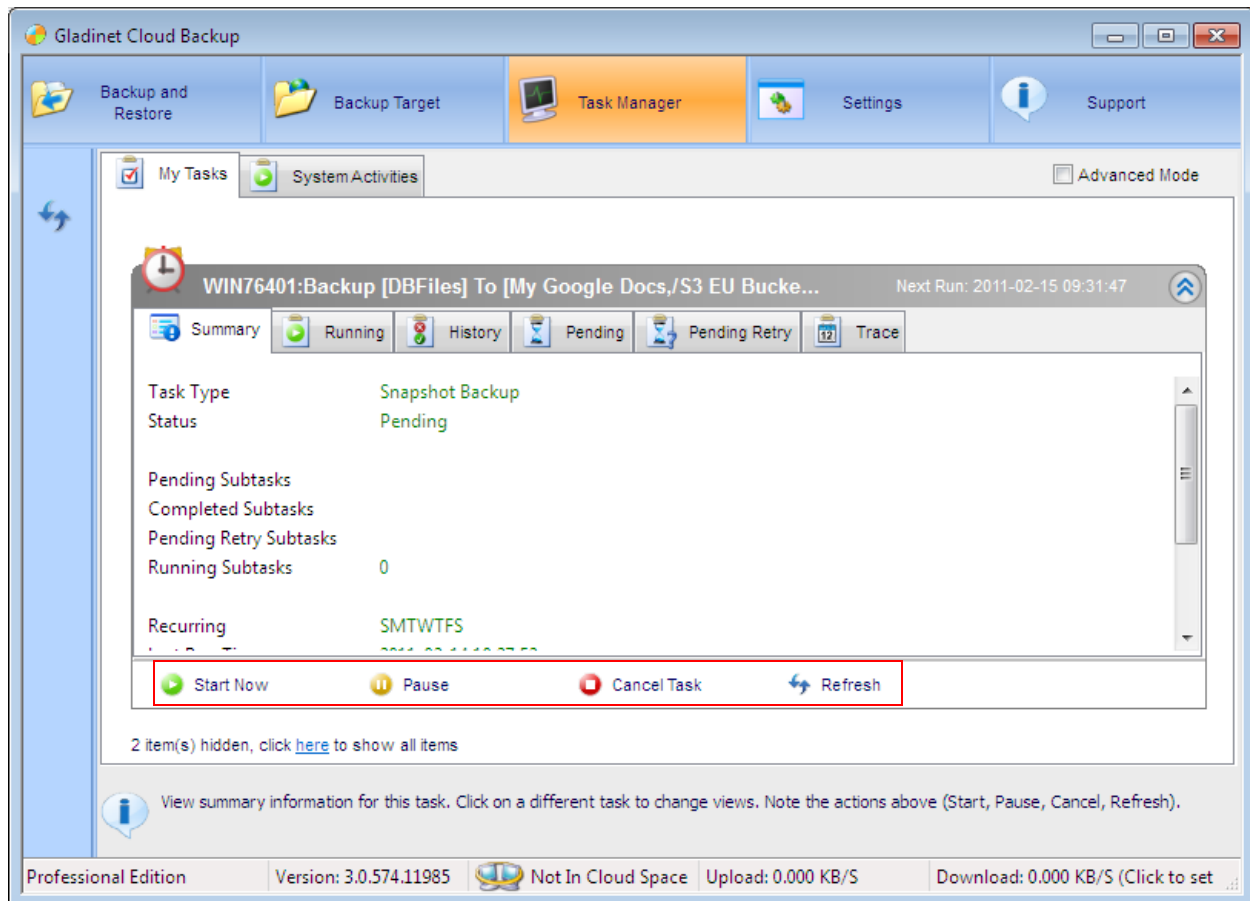 Gladinet Cloud Backup
Backup and Restore
Backup Target
Task Manager
Settings
Support
My Tasks
System Activities
Advanced Mode
WIN76401:Backup [DBFiles] To [My Google Docs,/S3 EU Bucke...
Next Run: 2011-02-15 09:31:47
Summary
Running
History
Pending
Pending Retry
Trace
Task Type Snapshot Backup
Status Pending
Pending Subtasks
Completed Subtasks
Pending Retry Subtasks
Running Subtasks 0
Recurring SMTWTFS
Start Now
Pause
Cancel Task
Refresh
2 item(s) hidden, click here to show all items
View summary information for this task. Click on a different task to change views. Note the actions above (Start, Pause, Cancel, Refresh).
Professional Edition
Version: 3.0.574.11985
Not In Cloud Space
Upload: 0.000 KB/S
Download: 0.000 KB/S (Click to set